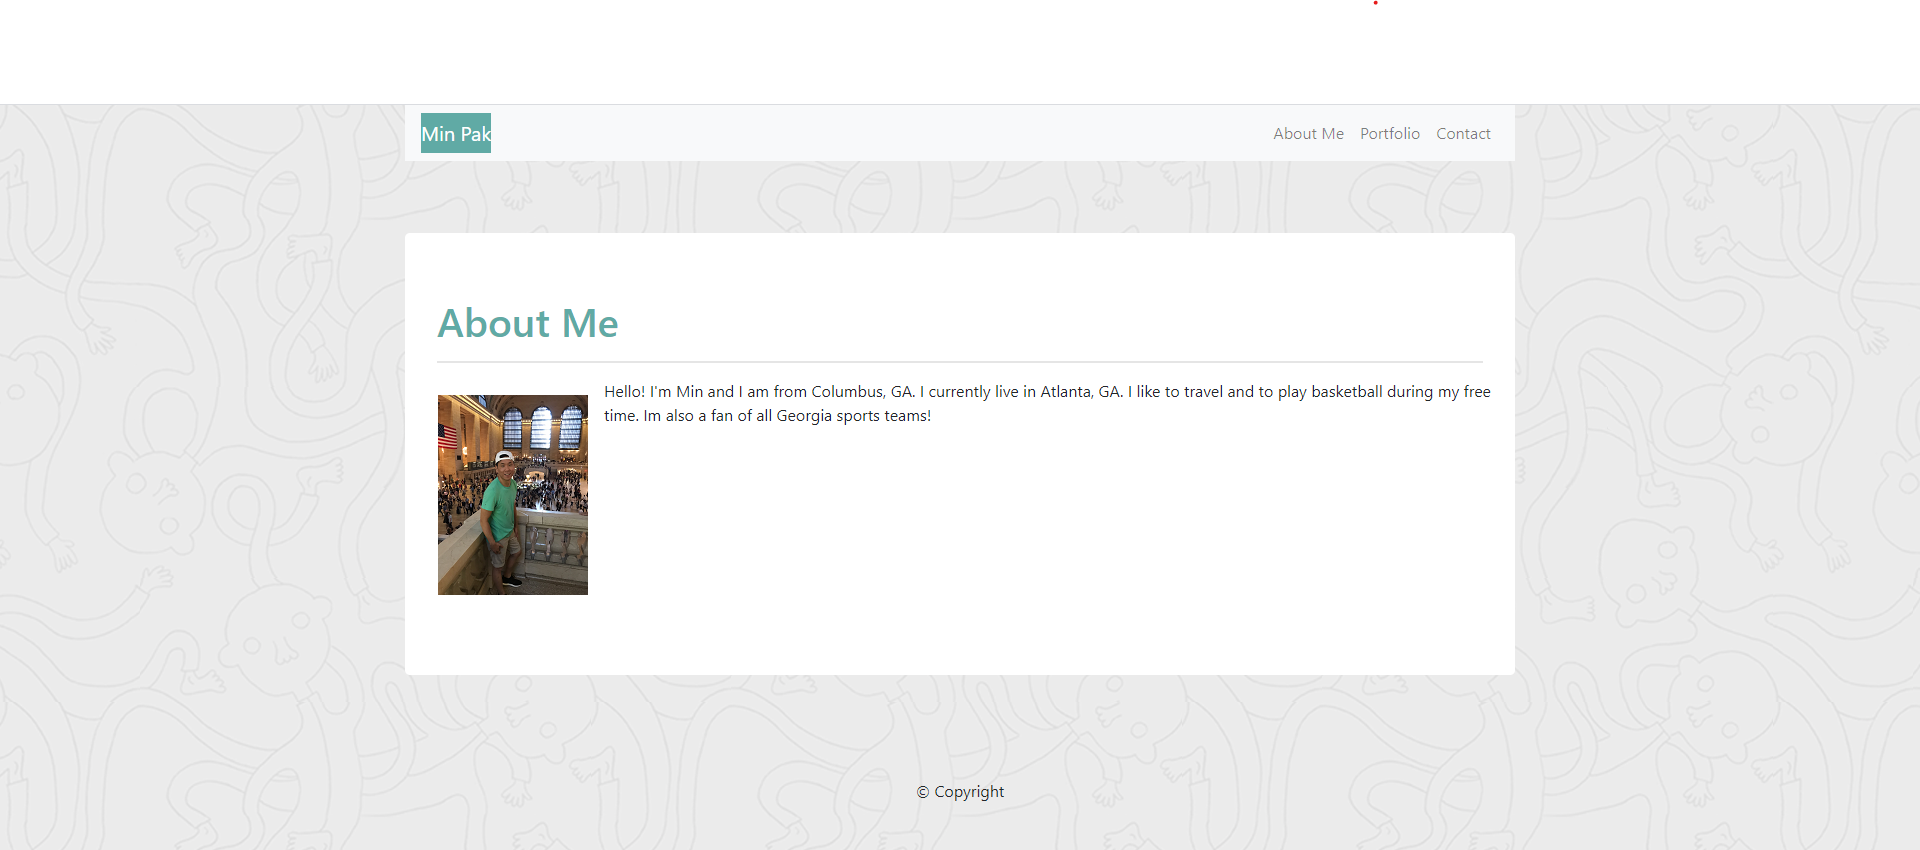 Min Pak
About Me Portfolio Contact
About Me
Hello! I'm Min and I am from Columbus, GA. I currently live in Atlanta, GA. I like to travel and to play basketball during my free
time. Im also a fan of all Georgia sports teams!
© Copyright